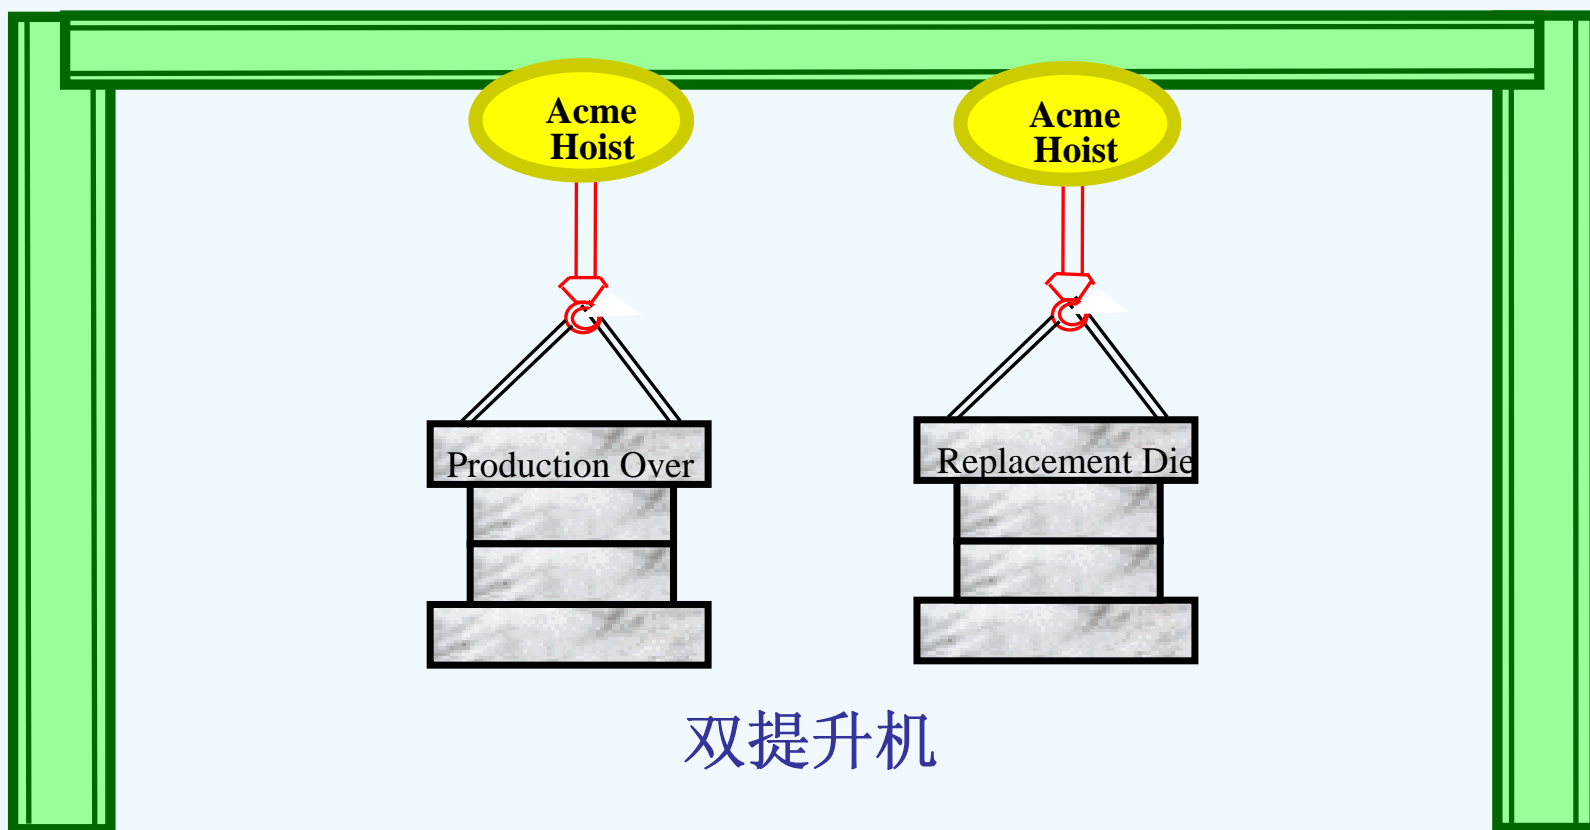 Acme
Hoist
Acme
Hoist
Production Over
Replacement Die
双提升机